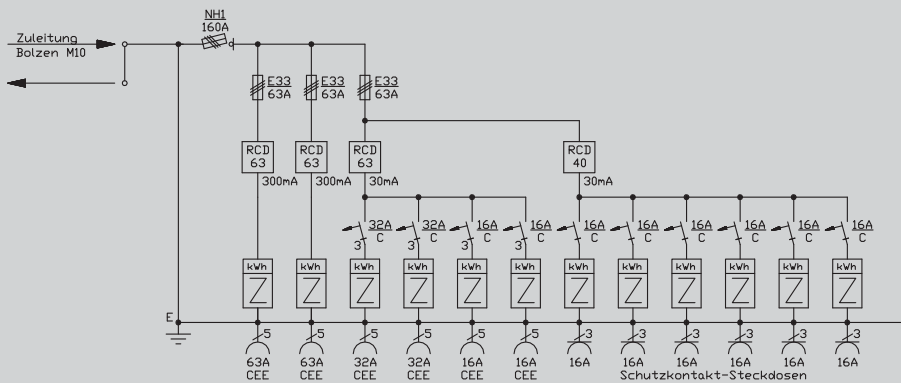 NH1
160A
Zuleitung
Bolzen M10
E33 E33 E33
63A 63A 63A
RCD RCD RCD RCD
63 63 63 40
300mA 300mA 30mA 30mA
32A 32A 16A 16A 16A 16A 16A 16A 16A 16A
C C C C C C C C C C
3 3 3 3
kWh kWh kWh kWh kWh kWh kWh kWh kWh kWh kWh kWh
E
5 5 5 5 5 5 3 3 3 3 3 3
63A 63A 32A 32A 16A 16A 16A 16A 16A 16A 16A 16A
CEE CEE CEE CEE CEE CEE Schutzkontakt-Steckdosen